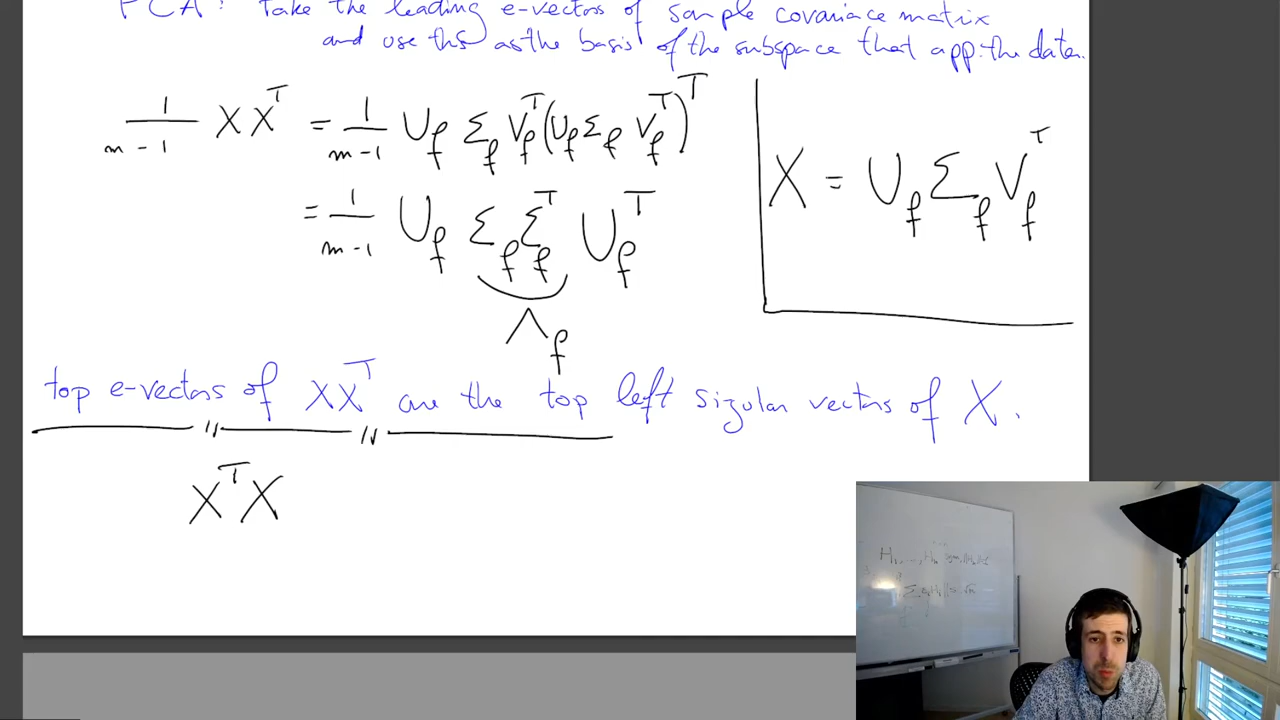 PCA: Take the leading e-vectors of sample covariance matrix
and use ths as the basis of the subspace that app. the data.
1/(m-1) X X^T = 1/(m-1) U_f Σ_f V_f^T (U_f Σ_f V_f^T)^T
= 1/(m-1) U_f Σ_f Σ_f^T U_f^T
Λ_f
X = U_f Σ_f V_f^T
top e-vectors of XX^T are the top left sigular vectors of X.
" "
X^T X